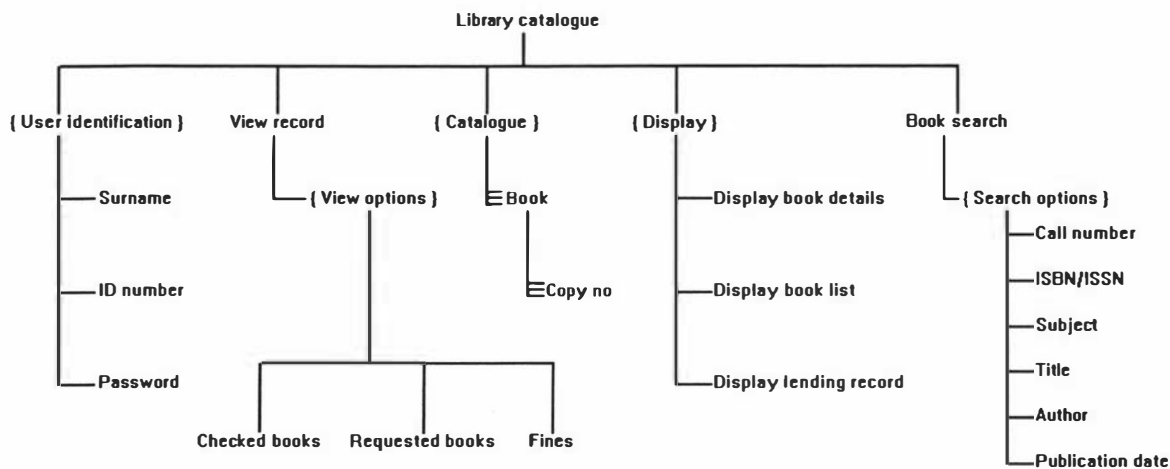 Library catalogue
{ User identification } View record { Catalogue } { Display } Book search
Surname { View options } Book Display book details { Search options }
Call number
ID number Copy no Display book list ISBN/ISSN
Subject
Title
Password Display lending record
Author
Checked books Requested books Fines
Publication date